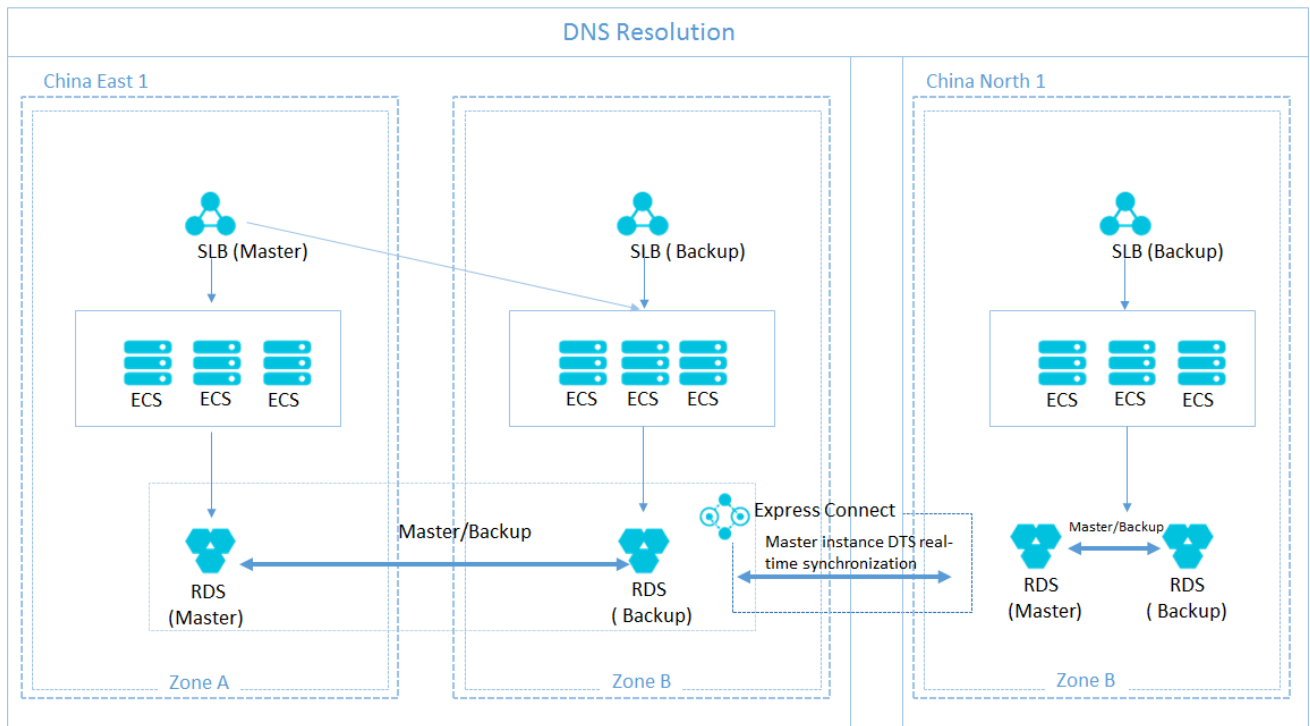 DNS Resolution
China East 1
China North 1
SLB (Master)
SLB ( Backup)
SLB (Backup)
ECS
ECS
ECS
ECS
ECS
ECS
ECS
ECS
ECS
Master/Backup
Express Connect
Master instance DTS real-
time synchronization
Master/Backup
RDS
(Master)
RDS
( Backup)
RDS
(Master)
RDS
( Backup)
Zone A
Zone B
Zone B